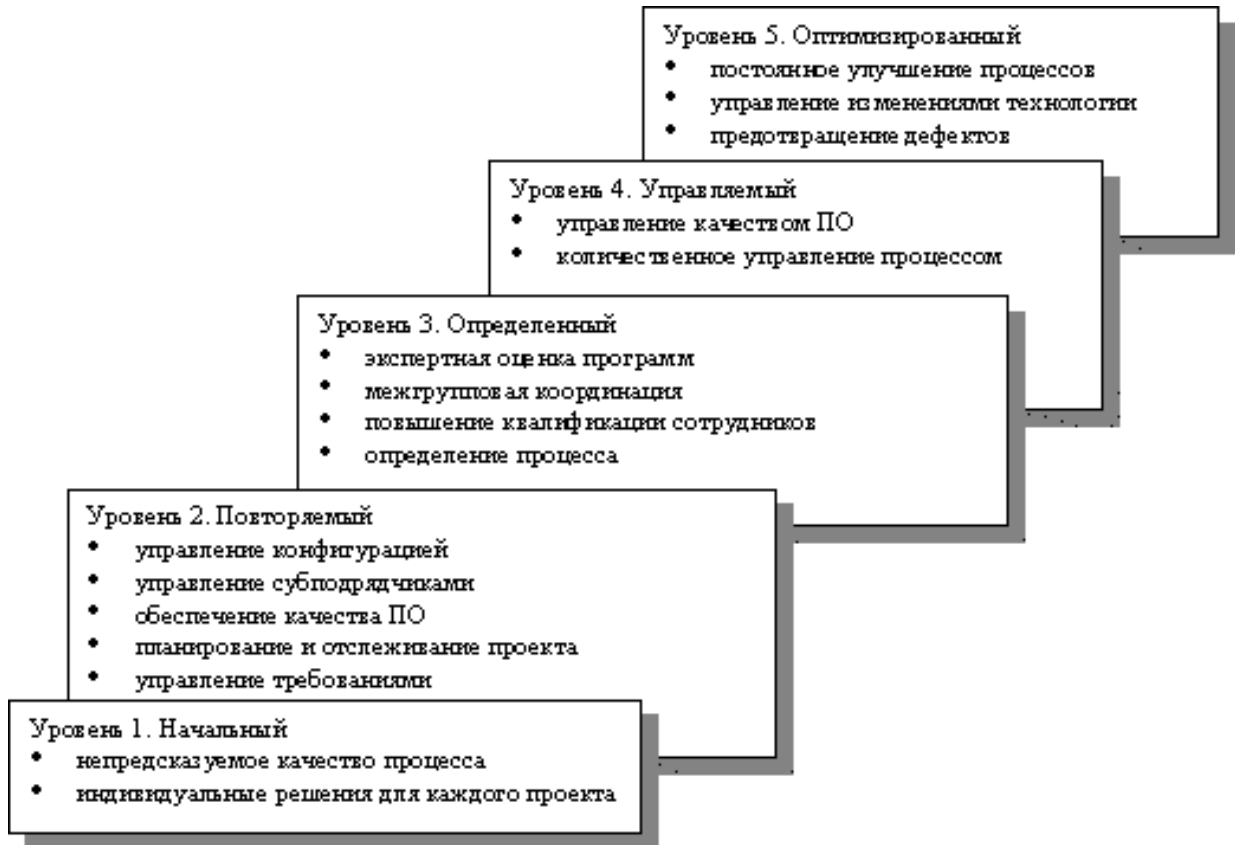 Уровень 5. Оптимизированный
• постоянное улучшение процессов
• управление изменениями технологии
• предотвращение дефектов
Уровень 4. Управляемый
• управление качеством ПО
• количественное управление процессом
Уровень 3. Определенный
• экспертная оценка программ
• межгрупповая координация
• повышение квалификации сотрудников
• определение процесса
Уровень 2. Повторяемый
• управление конфигурацией
• управление субподрядчиками
• обеспечение качества ПО
• планирование и отслеживание проекта
• управление требованиями
Уровень 1. Начальный
• непредсказуемое качество процесса
• индивидуальные решения для каждого проекта